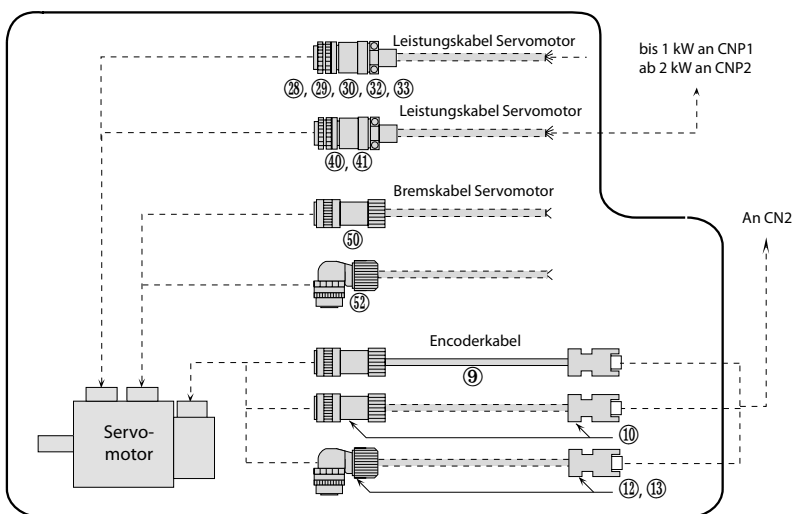 Leistungskabel Servomotor
bis 1 kW an CNP1
ab 2 kW an CNP2
㉘, ㉙, ㉚, ㉜, ㉝
Leistungskabel Servomotor
㊵, ㊶
Bremskabel Servomotor
An CN2
㊿
52
Encoderkabel
⑨
⑩
Servo-
motor
⑫, ⑬